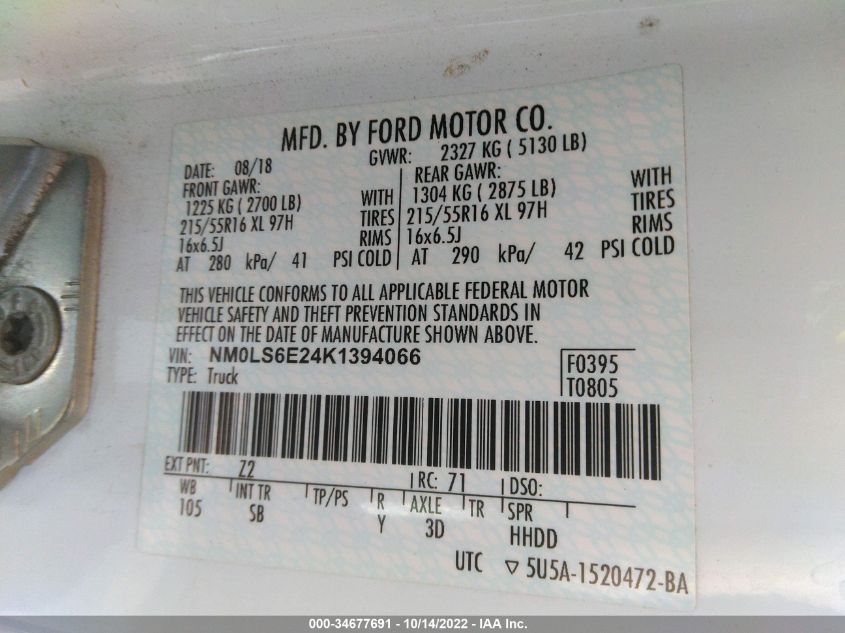 MFD. BY FORD MOTOR CO.
DATE: 08/18 GVWR: 2327 KG ( 5130 LB)
FRONT GAWR: REAR GAWR:
1225 KG ( 2700 LB) WITH 1304 KG ( 2875 LB) WITH
215/55R16 XL 97H TIRES 215/55R16 XL 97H TIRES
16x6.5J RIMS 16x6.5J RIMS
AT 280 kPa/ 41 PSI COLD AT 290 kPa/ 42 PSI COLD
THIS VEHICLE CONFORMS TO ALL APPLICABLE FEDERAL MOTOR
VEHICLE SAFETY AND THEFT PREVENTION STANDARDS IN
EFFECT ON THE DATE OF MANUFACTURE SHOWN ABOVE.
VIN: NM0LS6E24K1394066 F0395
TYPE: Truck T0805
EXT PNT: Z2 RC: 71 DSO:
WB INT TR TP/PS R AXLE TR SPR
105 SB Y 3D HHDD
UTC ▽ 5U5A-1520472-BA
000-34677691 - 10/14/2022 - IAA Inc.